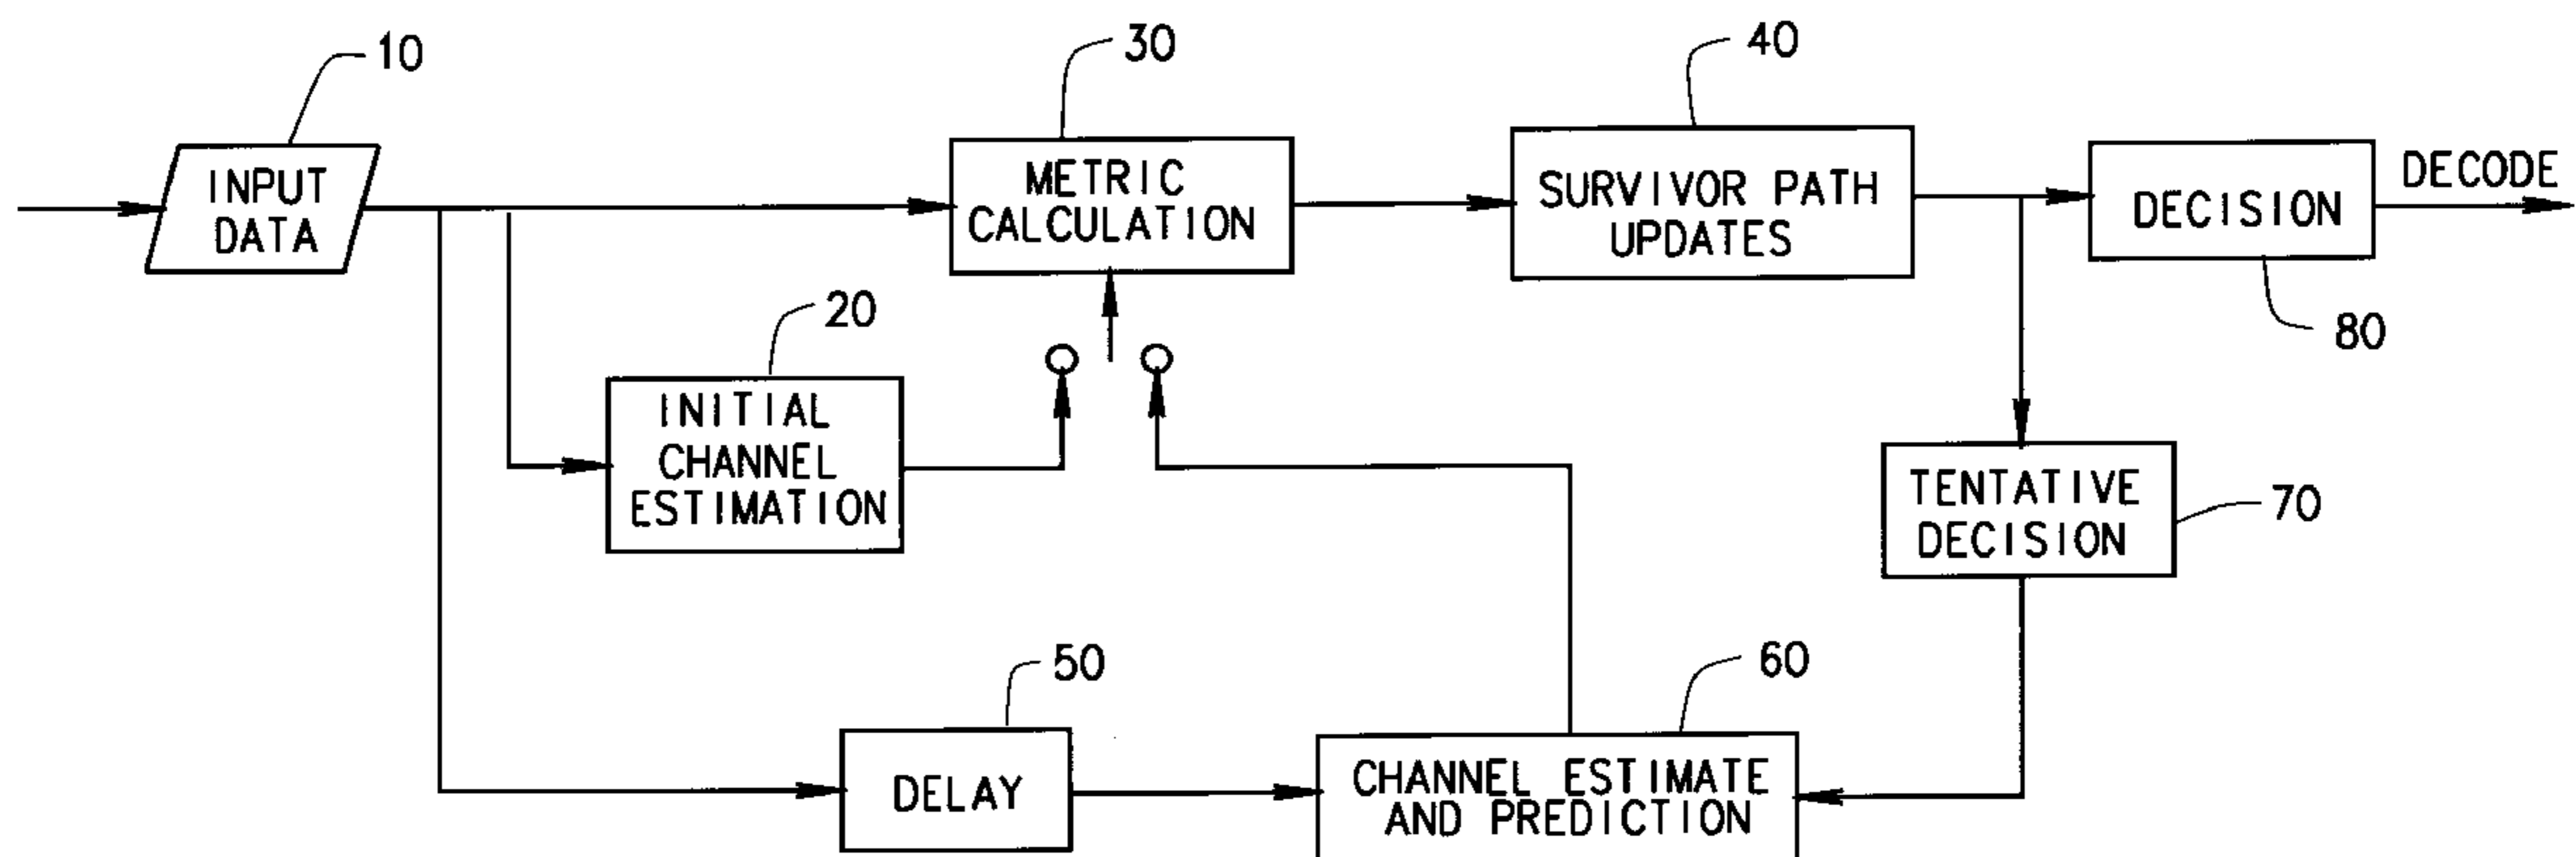 10
30
40
INPUT
DATA
METRIC
CALCULATION
SURVIVOR PATH
UPDATES
DECISION
DECODE
20
80
INITIAL
CHANNEL
ESTIMATION
TENTATIVE
DECISION
70
50
60
DELAY
CHANNEL ESTIMATE
AND PREDICTION